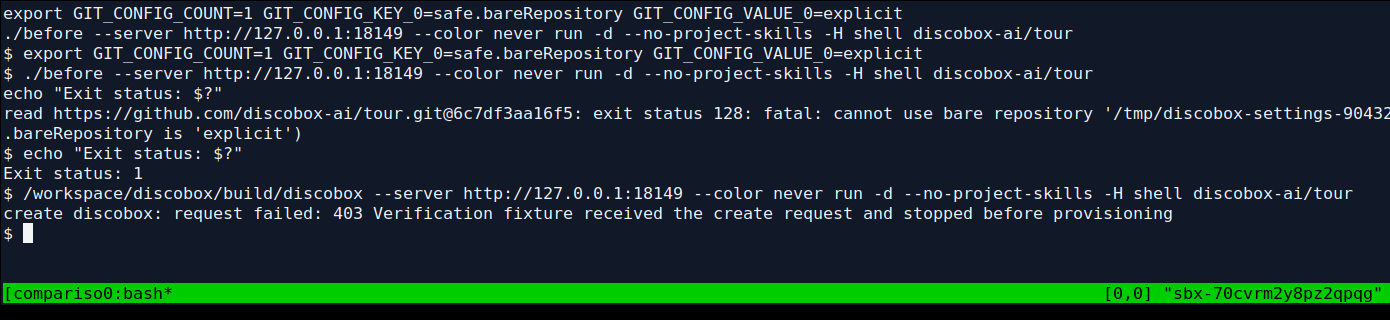 export GIT_CONFIG_COUNT=1 GIT_CONFIG_KEY_0=safe.bareRepository GIT_CONFIG_VALUE_0=explicit
./before --server http://127.0.0.1:18149 --color never run -d --no-project-skills -H shell discobox-ai/tour
$ export GIT_CONFIG_COUNT=1 GIT_CONFIG_KEY_0=safe.bareRepository GIT_CONFIG_VALUE_0=explicit
$ ./before --server http://127.0.0.1:18149 --color never run -d --no-project-skills -H shell discobox-ai/tour
echo "Exit status: $?"
read https://github.com/discobox-ai/tour.git@6c7df3aa16f5: exit status 128: fatal: cannot use bare repository '/tmp/discobox-settings-90432
.bareRepository is 'explicit')
$ echo "Exit status: $?"
Exit status: 1
$ /workspace/discobox/build/discobox --server http://127.0.0.1:18149 --color never run -d --no-project-skills -H shell discobox-ai/tour
create discobox: request failed: 403 Verification fixture received the create request and stopped before provisioning
$
[compariso0:bash* [0,0] "sbx-70cvrm2y8pz2qpqg"